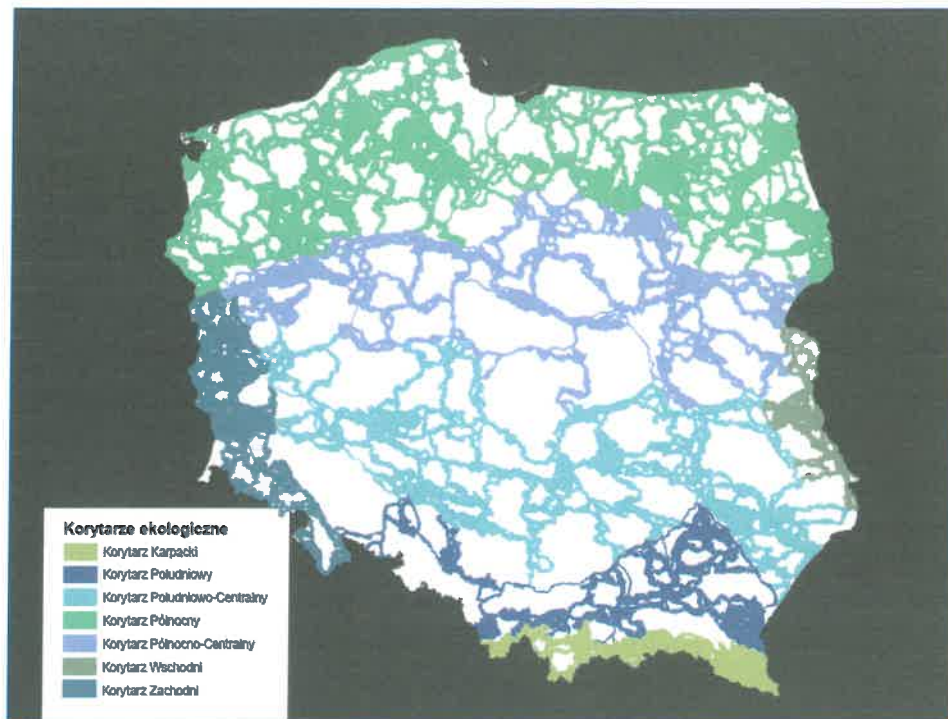 Korytarze ekologiczne
Korytarz Karpacki
Korytarz Południowy
Korytarz Południowo-Centralny
Korytarz Północny
Korytarz Północno-Centralny
Korytarz Wschodni
Korytarz Zachodni